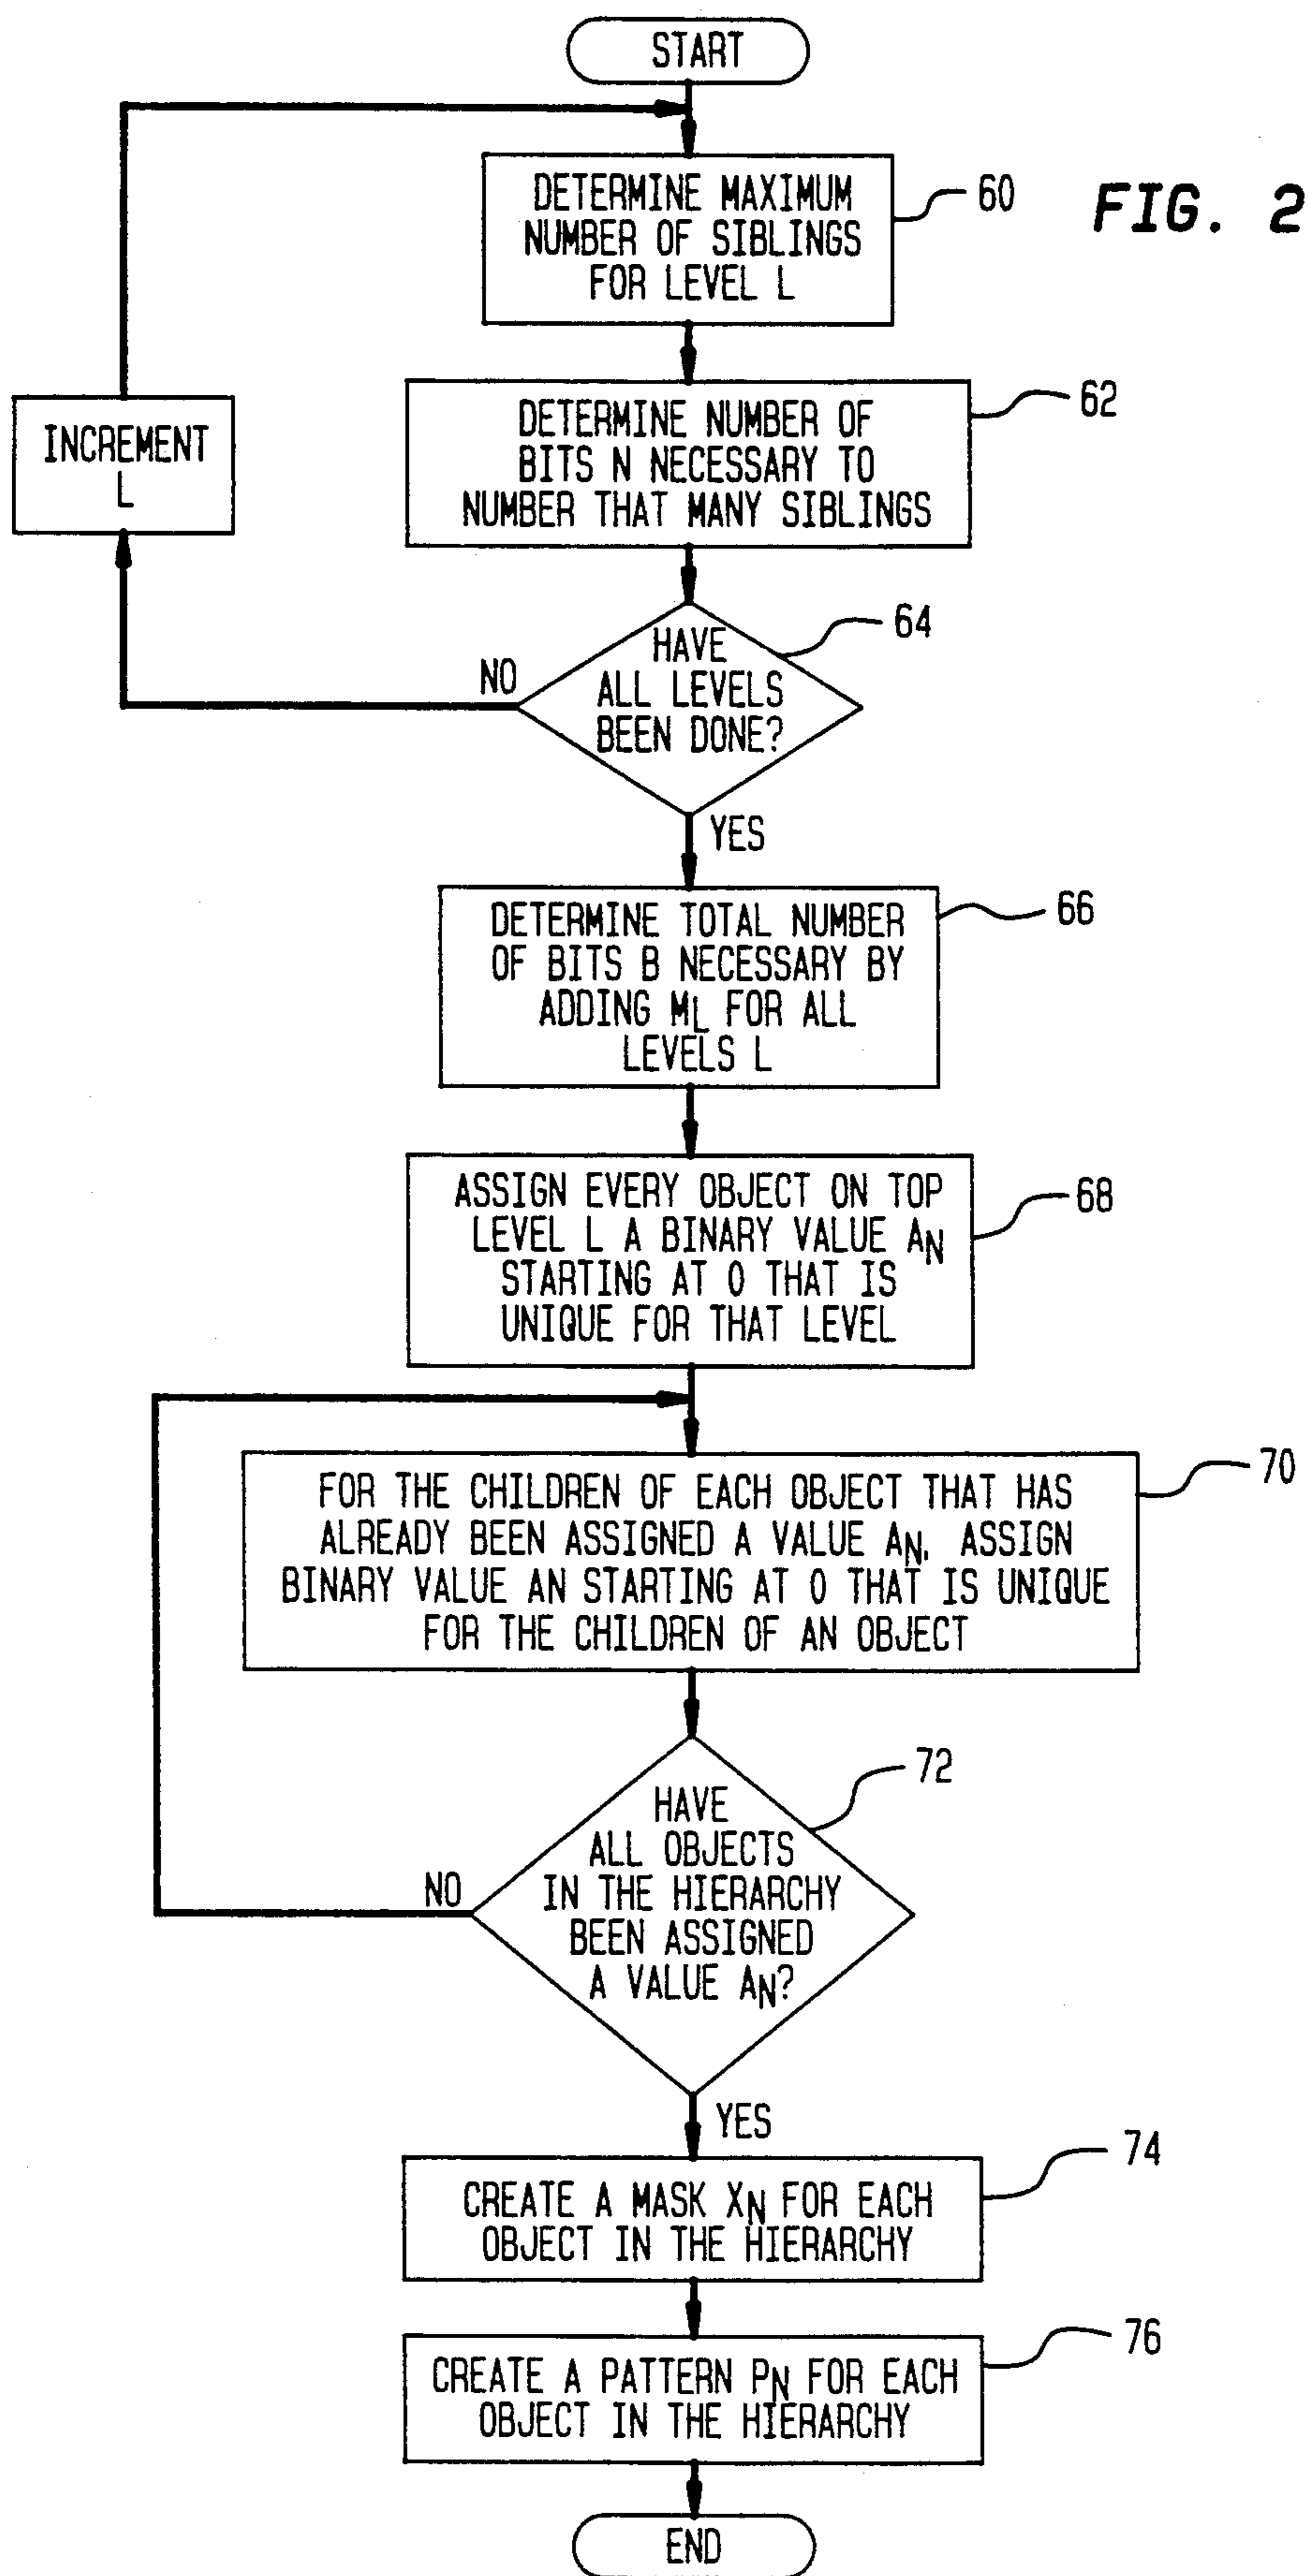 START
DETERMINE MAXIMUM
NUMBER OF SIBLINGS
FOR LEVEL L
60
FIG. 2
DETERMINE NUMBER OF
BITS N NECESSARY TO
NUMBER THAT MANY SIBLINGS
62
INCREMENT
L
HAVE
ALL LEVELS
BEEN DONE?
64
NO
YES
DETERMINE TOTAL NUMBER
OF BITS B NECESSARY BY
ADDING ML FOR ALL
LEVELS L
66
ASSIGN EVERY OBJECT ON TOP
LEVEL L A BINARY VALUE AN
STARTING AT 0 THAT IS
UNIQUE FOR THAT LEVEL
68
FOR THE CHILDREN OF EACH OBJECT THAT HAS
ALREADY BEEN ASSIGNED A VALUE AN, ASSIGN
BINARY VALUE AN STARTING AT 0 THAT IS UNIQUE
FOR THE CHILDREN OF AN OBJECT
70
HAVE
ALL OBJECTS
IN THE HIERARCHY
BEEN ASSIGNED
A VALUE AN?
72
NO
YES
CREATE A MASK XN FOR EACH
OBJECT IN THE HIERARCHY
74
CREATE A PATTERN PN FOR EACH
OBJECT IN THE HIERARCHY
76
END